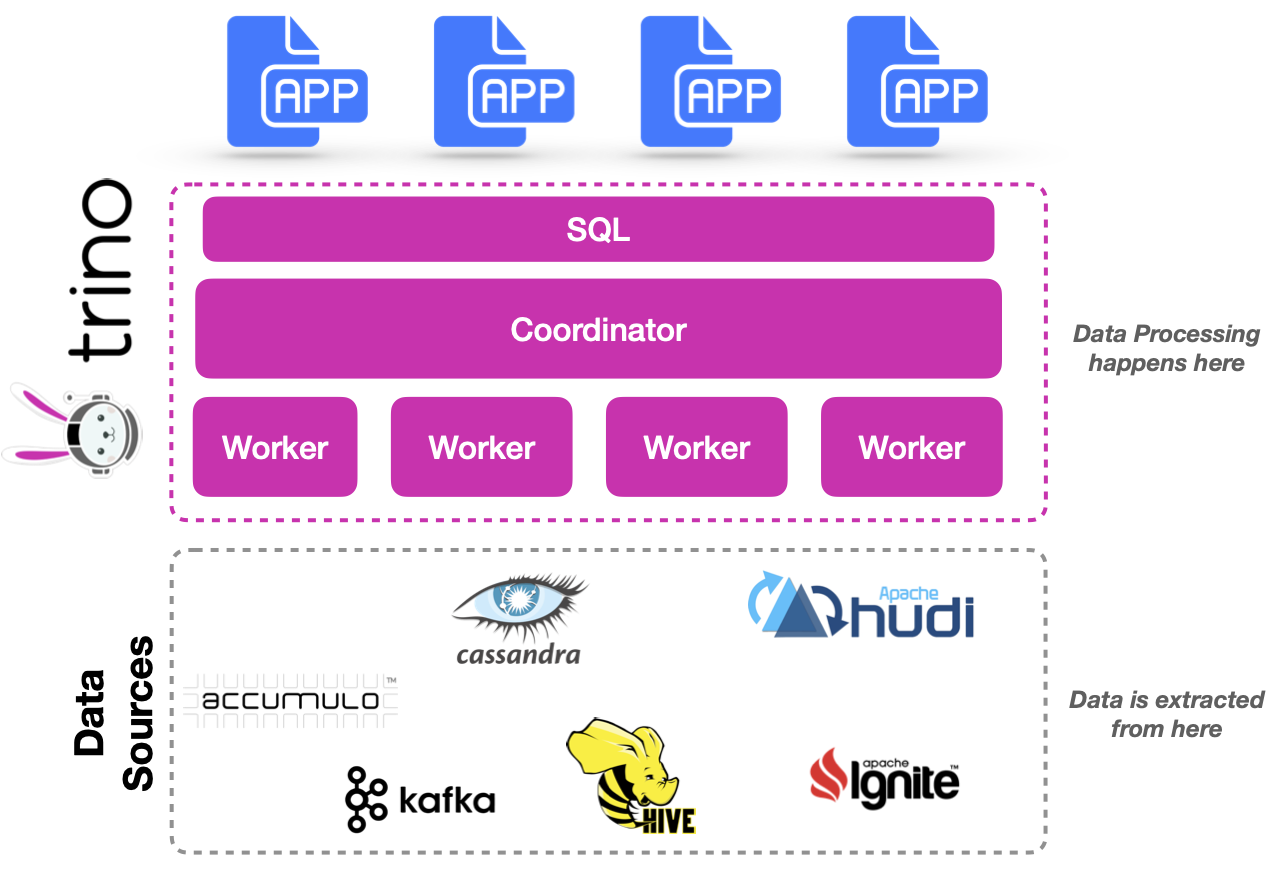 APP
APP
APP
APP
trino
SQL
Coordinator
Worker
Worker
Worker
Worker
Data Processing
happens here
Data
Sources
cassandra
Apache
hudi
accumulo™
kafka
HIVE
apache
Ignite™
Data is extracted
from here